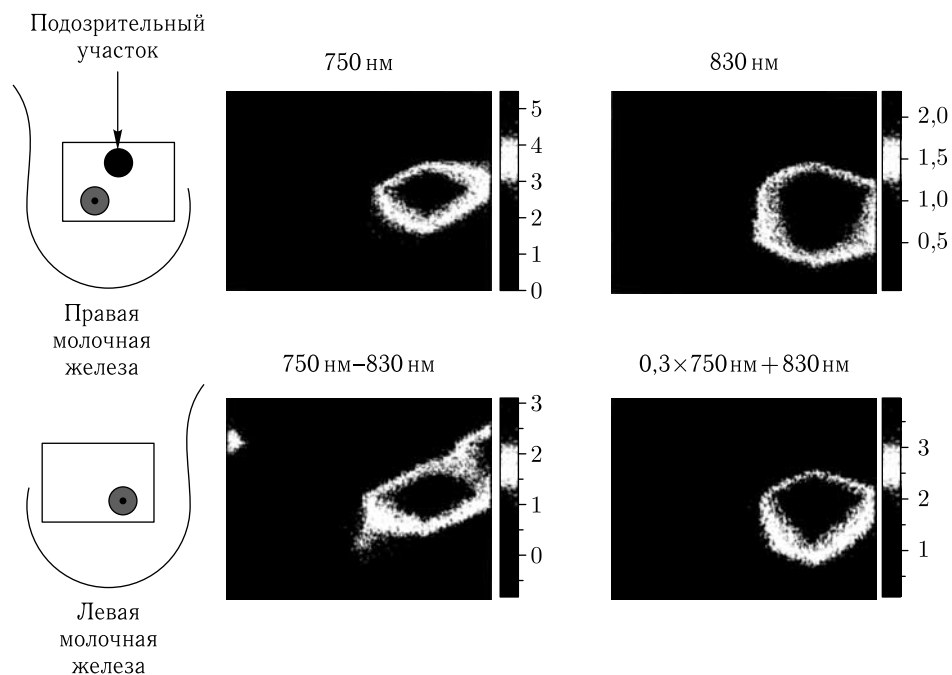 Подозрительный
участок
750 нм
830 нм
5
4
3
2
1
0
2,0
1,5
1,0
0,5
Правая
молочная
железа
750 нм–830 нм
0,3×750 нм + 830 нм
3
2
1
0
3
2
1
Левая
молочная
железа